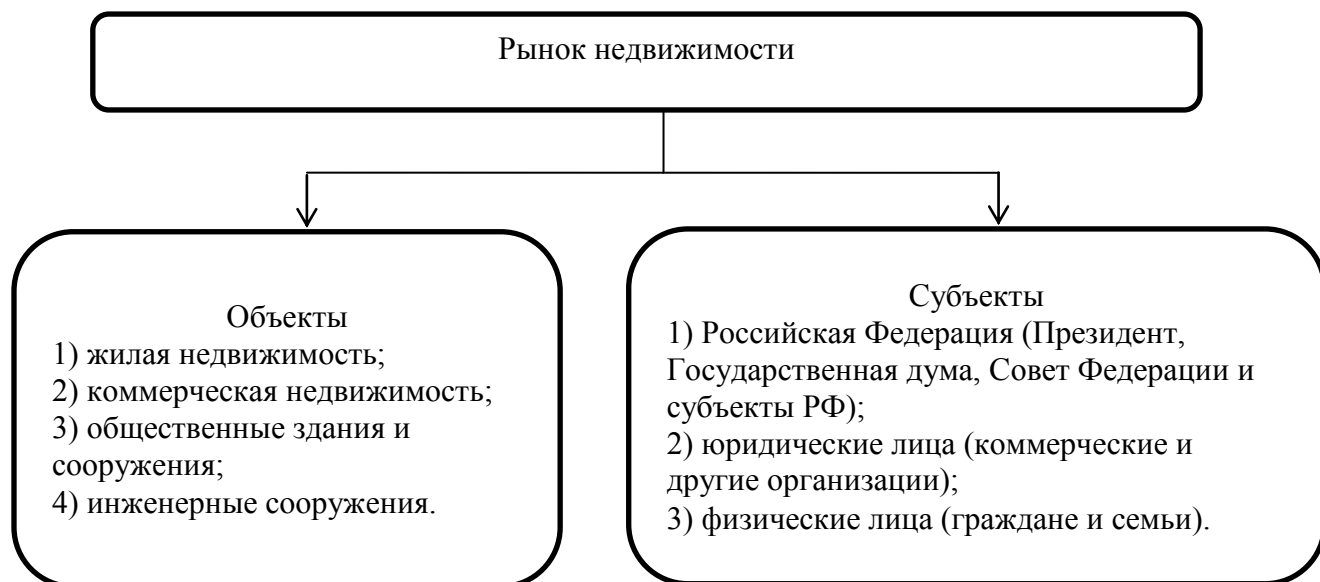 Рынок недвижимости
Объекты
1) жилая недвижимость;
2) коммерческая недвижимость;
3) общественные здания и
сооружения;
4) инженерные сооружения.
Субъекты
1) Российская Федерация (Президент,
Государственная дума, Совет Федерации и
субъекты РФ);
2) юридические лица (коммерческие и
другие организации);
3) физические лица (граждане и семьи).